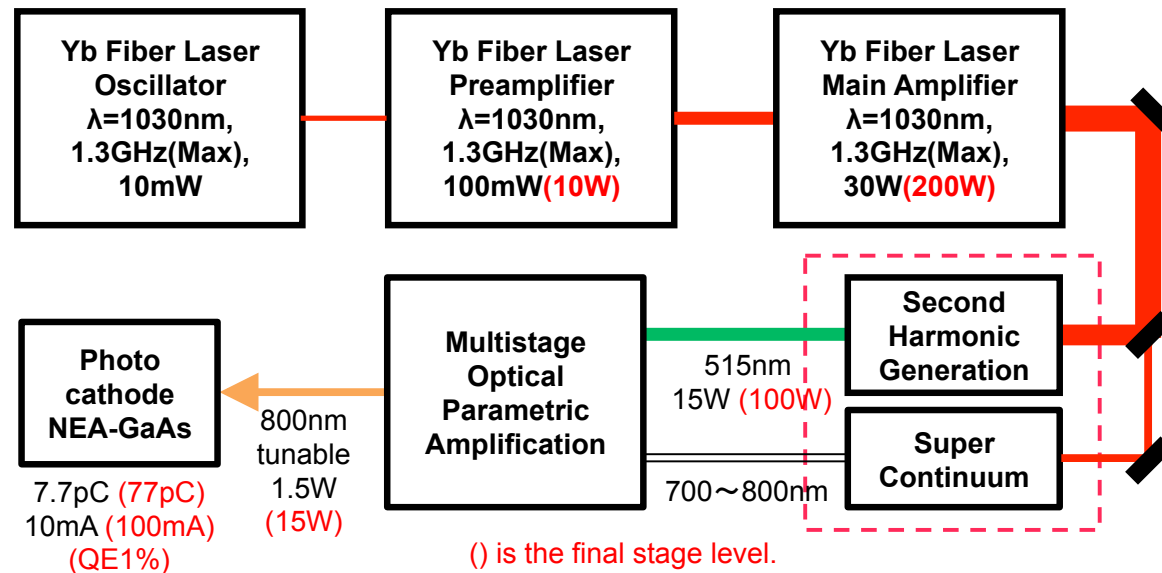 Yb Fiber Laser
Oscillator
λ=1030nm,
1.3GHz(Max),
10mW
Yb Fiber Laser
Preamplifier
λ=1030nm,
1.3GHz(Max),
100mW(10W)
Yb Fiber Laser
Main Amplifier
λ=1030nm,
1.3GHz(Max),
30W(200W)
Photo
cathode
NEA-GaAs
7.7pC (77pC)
10mA (100mA)
(QE1%)
800nm
tunable
1.5W
(15W)
Multistage
Optical
Parametric
Amplification
515nm
15W (100W)
700～800nm
Second
Harmonic
Generation
Super
Continuum
() is the final stage level.